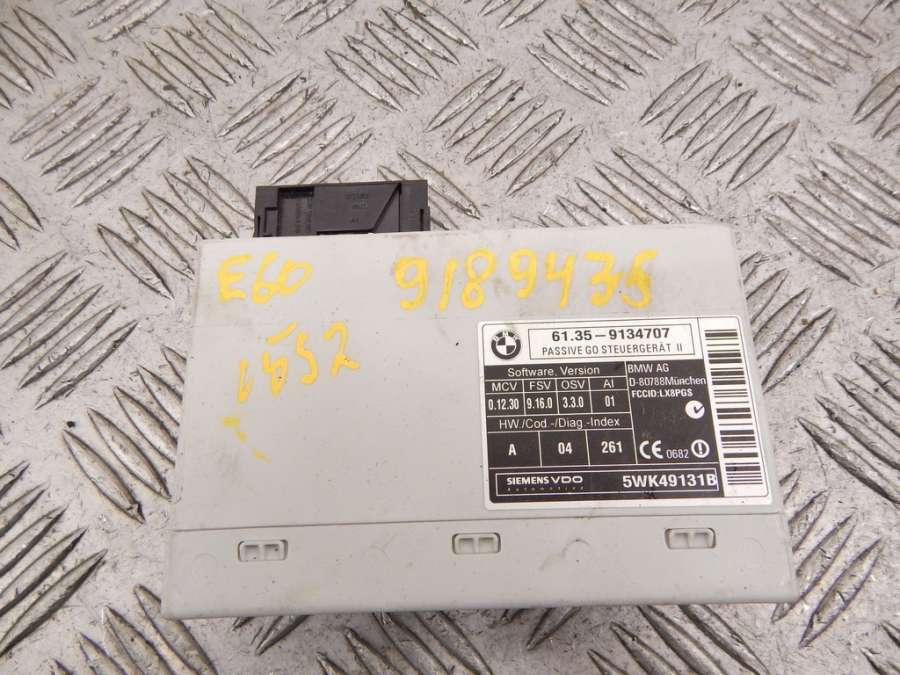 E60 9189435
61.35-9134707
PASSIVE GO STEUERGERÄT II
Software, Version
MCV FSV OSV AI
0.12.30 9.16.0 3.3.0 01
HW./Cod.-/Diag.-Index
A 04 261
BMW AG
D-80788München
FCCID:LX8PGS
CE 0682
SIEMENS VDO
Automotive
5WK49131B